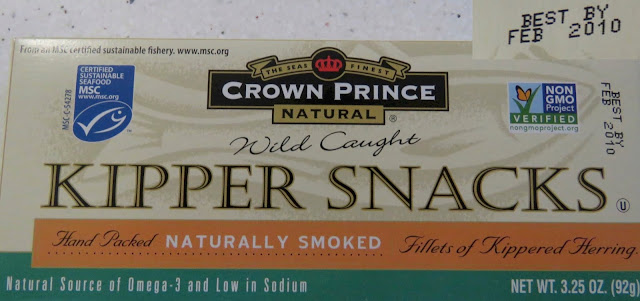 BEST BY
FEB 2010
From an MSC certified sustainable fishery. www.msc.org
CERTIFIED
SUSTAINABLE
SEAFOOD
MSC
www.msc.org
MSC-C-54278
THE SEAS FINEST
CROWN PRINCE
NATURAL®
NON
GMO
Project
VERIFIED
nongmoproject.org
BEST BY
FEB 2010
Wild Caught
KIPPER SNACKS
U
Hand Packed NATURALLY SMOKED Fillets of Kippered Herring.
Natural Source of Omega-3 and Low in Sodium
NET WT. 3.25 OZ. (92g)